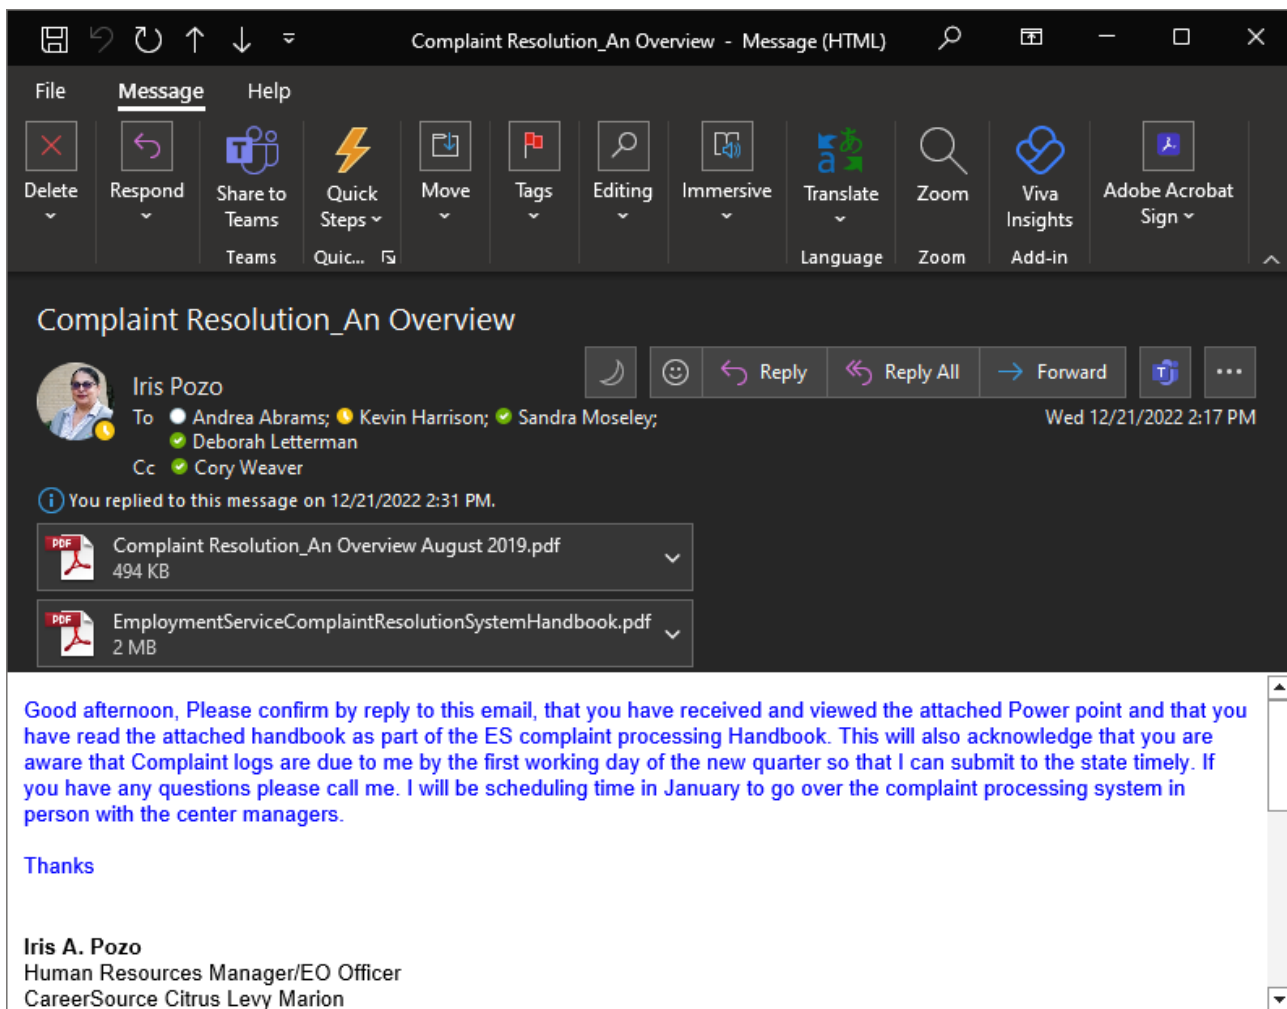 Complaint Resolution_An Overview - Message (HTML)
File Message Help
Delete
Respond
Share to
Teams
Quick
Steps
Move
Tags
Editing
Immersive
Translate
Zoom
Viva
Insights
Adobe Acrobat
Sign
Teams
Quic...
Language
Zoom
Add-in
Complaint Resolution_An Overview
Iris Pozo
Reply
Reply All
Forward
To Andrea Abrams; Kevin Harrison; Sandra Moseley;
Deborah Letterman
Wed 12/21/2022 2:17 PM
Cc Cory Weaver
You replied to this message on 12/21/2022 2:31 PM.
PDF
Complaint Resolution_An Overview August 2019.pdf
494 KB
PDF
EmploymentServiceComplaintResolutionSystemHandbook.pdf
2 MB
Good afternoon, Please confirm by reply to this email, that you have received and viewed the attached Power point and that you
have read the attached handbook as part of the ES complaint processing Handbook. This will also acknowledge that you are
aware that Complaint logs are due to me by the first working day of the new quarter so that I can submit to the state timely. If
you have any questions please call me. I will be scheduling time in January to go over the complaint processing system in
person with the center managers.
Thanks
Iris A. Pozo
Human Resources Manager/EO Officer
CareerSource Citrus Levy Marion